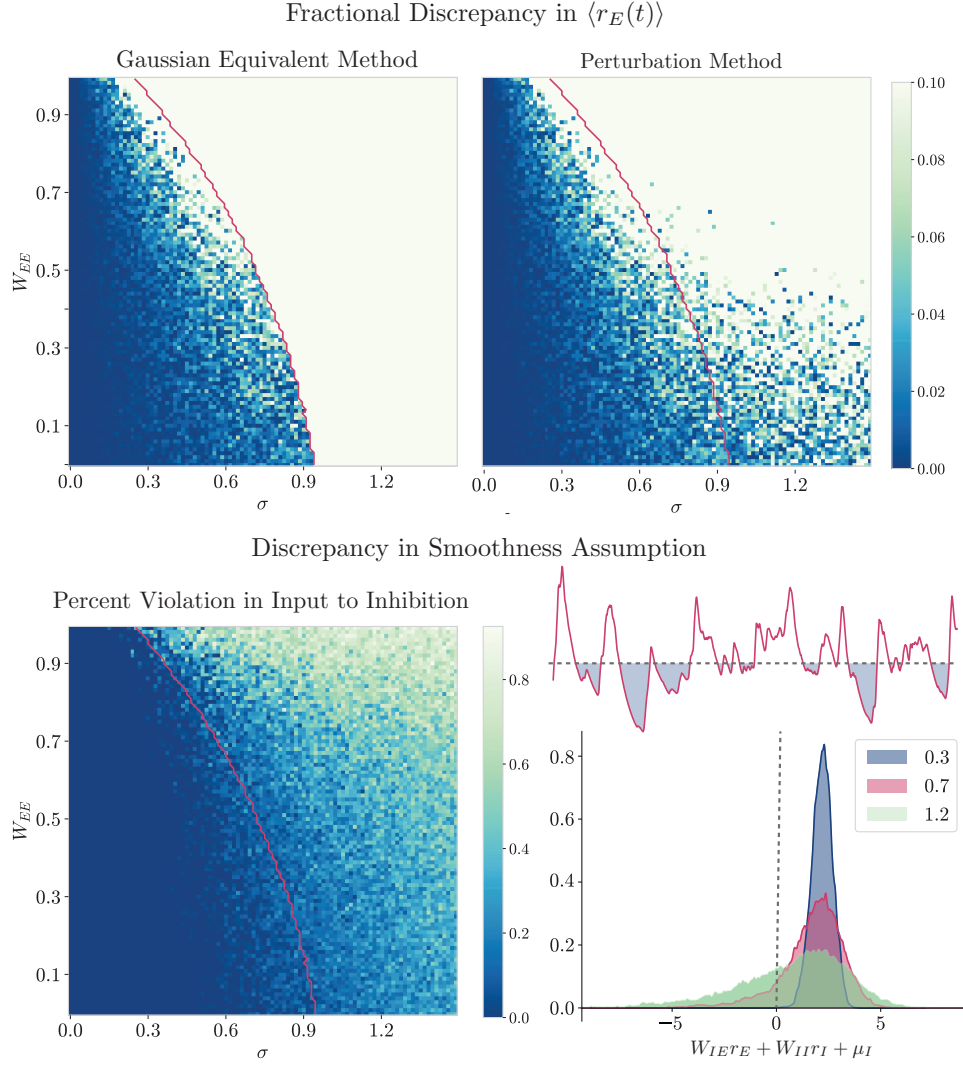 Fractional Discrepancy in ⟨r_E(t)⟩
Gaussian Equivalent Method
Perturbation Method
W_EE
0.9
0.7
0.5
0.3
0.1
0.0 0.3 0.6 0.9 1.2
σ
0.0 0.3 0.6 0.9 1.2
σ
0.10
0.08
0.06
0.04
0.02
0.00
Discrepancy in Smoothness Assumption
Percent Violation in Input to Inhibition
W_EE
0.9
0.7
0.5
0.3
0.1
0.0 0.3 0.6 0.9 1.2
σ
0.8
0.6
0.4
0.2
0.0
0.8
0.6
0.4
0.2
0.0
0.3
0.7
1.2
−5 0 5
W_IE r_E + W_II r_I + μ_I